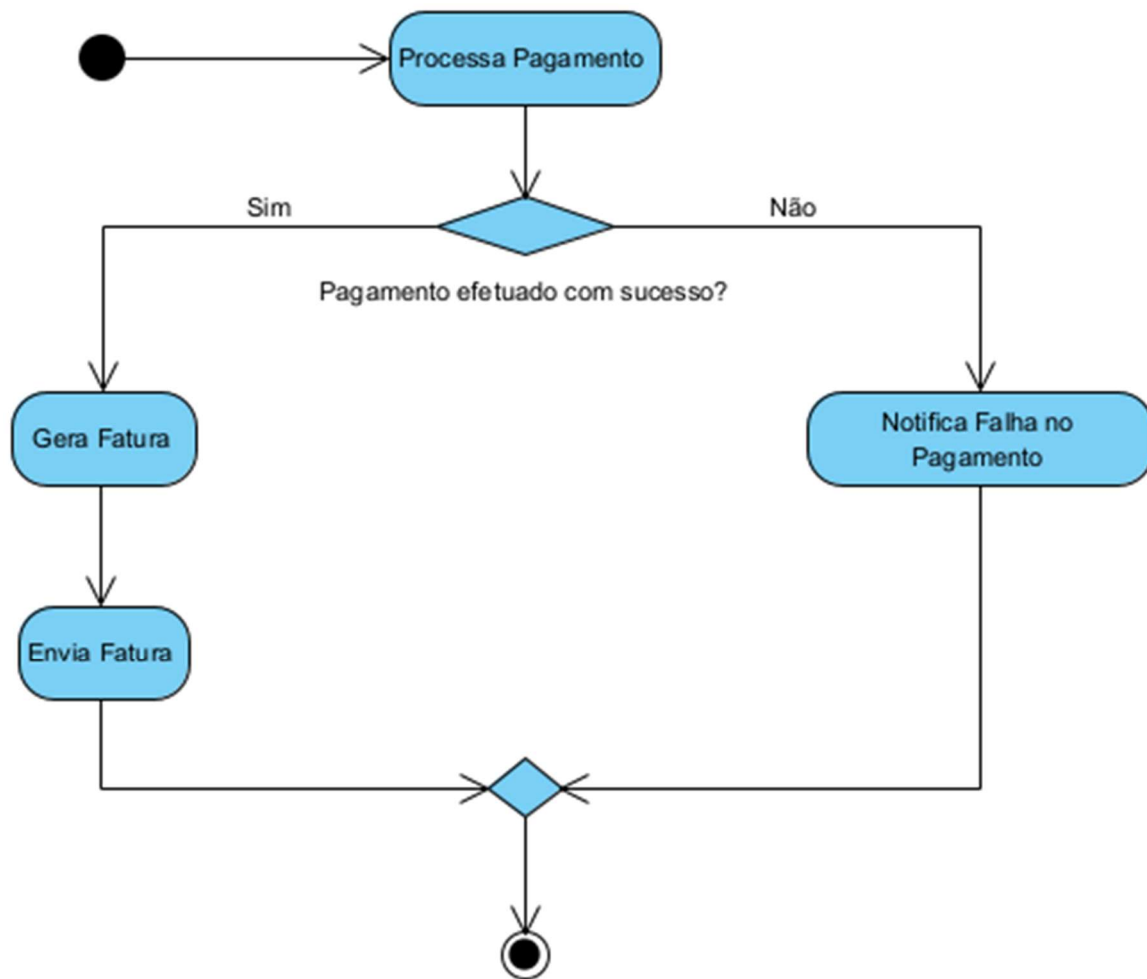 Processa Pagamento
Sim
Não
Pagamento efetuado com sucesso?
Gera Fatura
Notifica Falha no
Pagamento
Envia Fatura